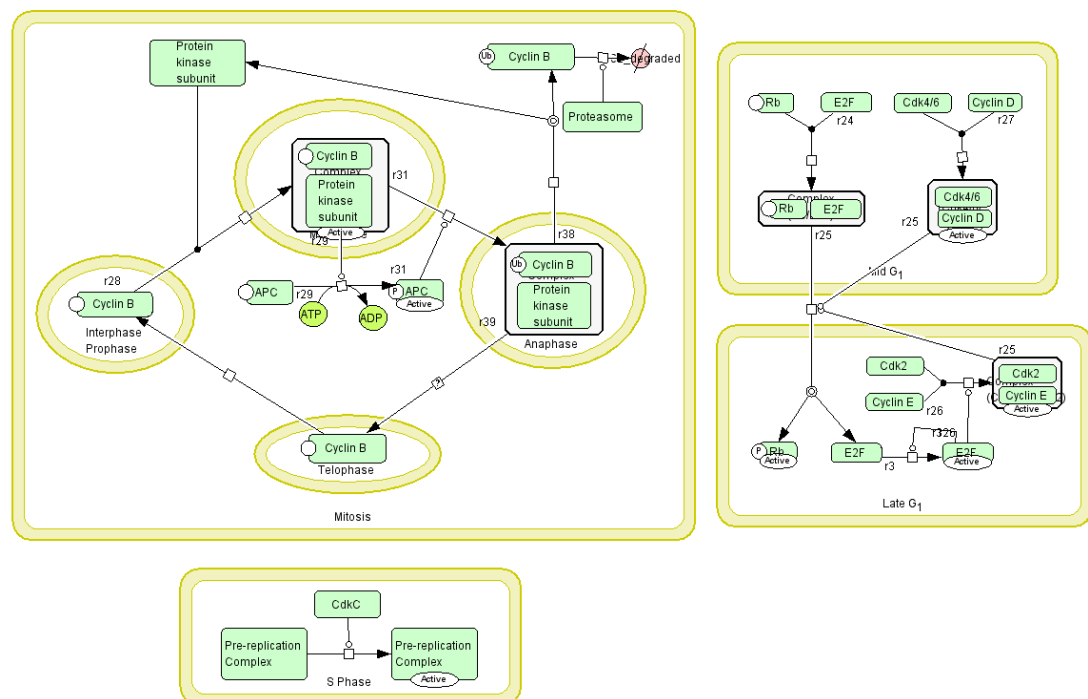 Protein
kinase
subunit
Ub
Cyclin B
degraded
Proteasome
Cyclin B
Complex
Protein
kinase
subunit
Active
r29
r31
r28
Cyclin B
Interphase
Prophase
APC
r29
ATP
ADP
r31
P
APC
Active
r38
Ub
Cyclin B
Protein
kinase
subunit
Anaphase
r39
Cyclin B
Telophase
Mitosis
Rb
E2F
r24
Cdk4/6
Cyclin D
r27
Complex
Rb
E2F
r25
Cdk4/6
Cyclin D
Active
r25
Mid G1
r25
Cdk2
Cyclin E
r26
Cdk2
Complex
Cyclin E
Active
P
Rb
Active
E2F
r3
E2F
Active
Late G1
CdkC
Pre-replication
Complex
Pre-replication
Complex
Active
S Phase